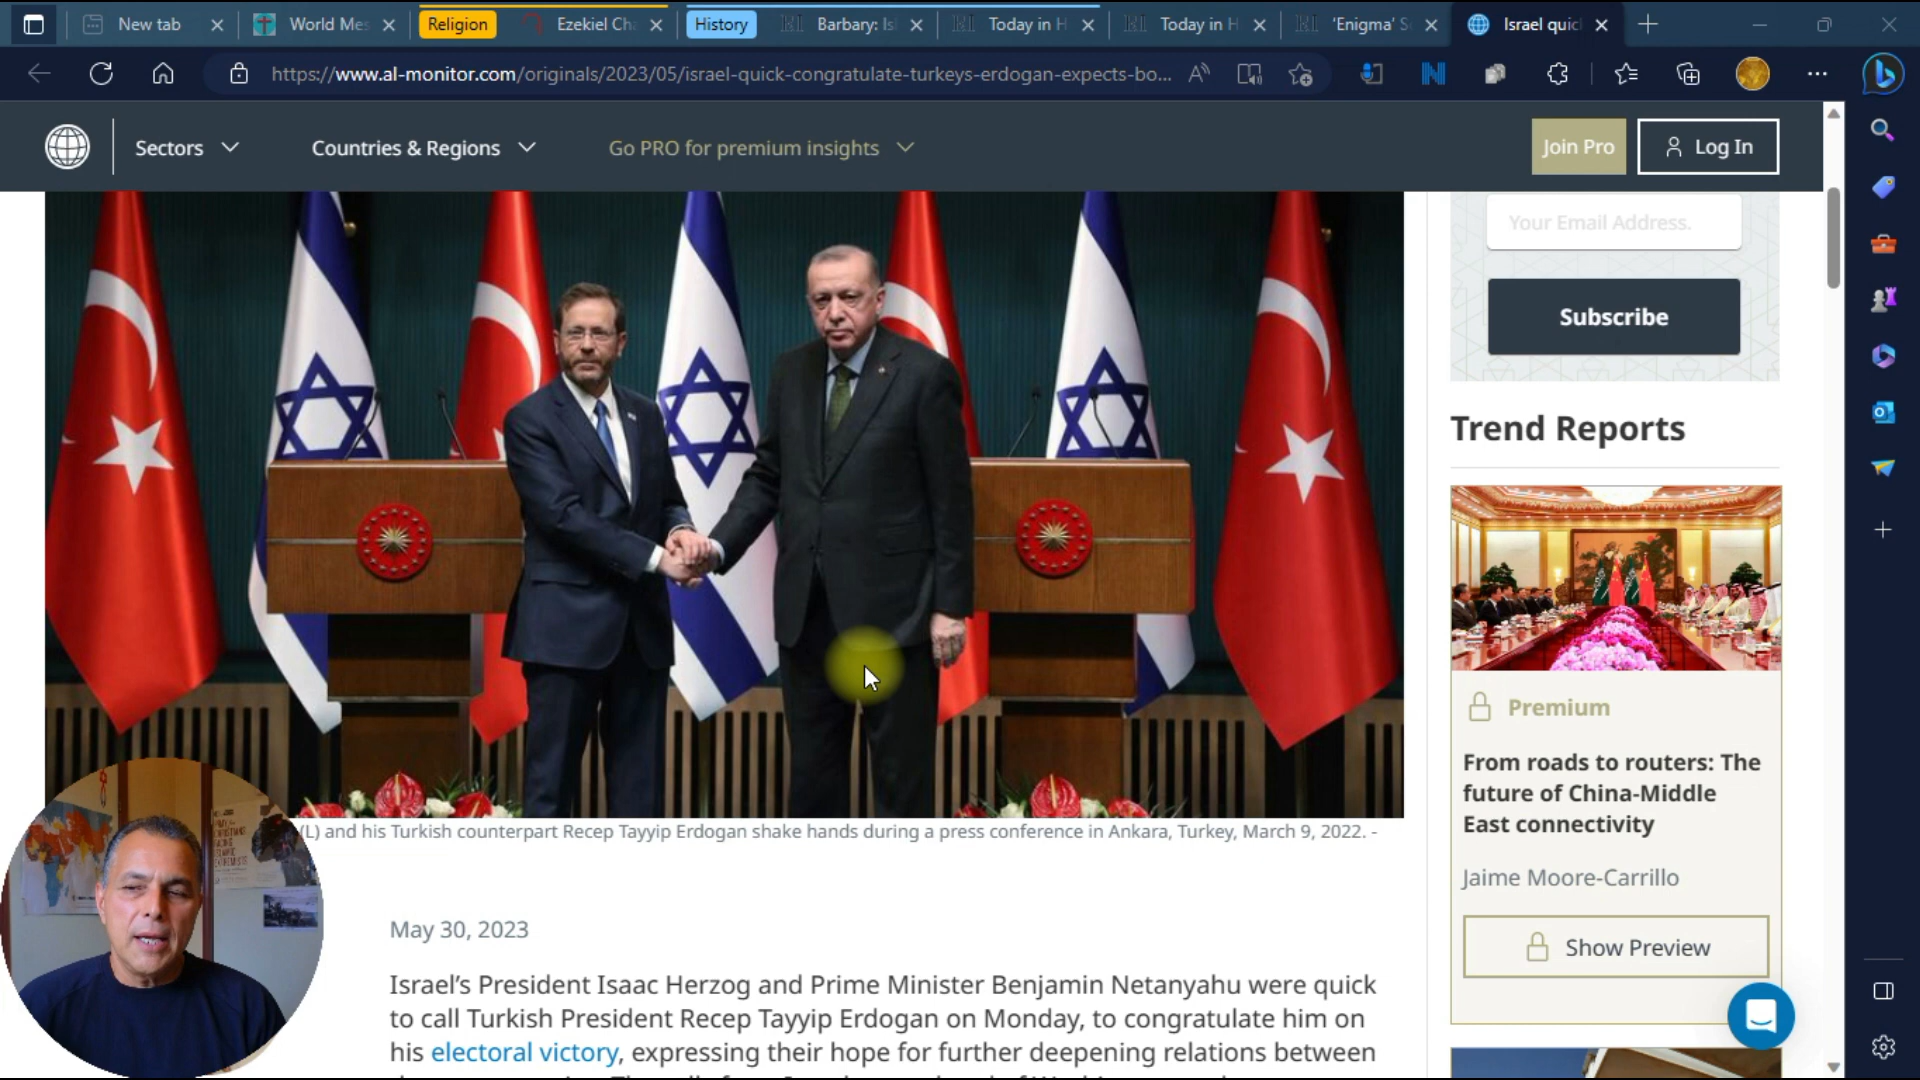 New tab
World Mes
Religion
Ezekiel Cha
History
Barbary: Isl
Today in H
Today in H
'Enigma' S
Israel quic
https://www.al-monitor.com/originals/2023/05/israel-quick-congratulate-turkeys-erdogan-expects-bo...
Sectors
Countries & Regions
Go PRO for premium insights
Join Pro
Log In
Your Email Address.
Subscribe
Trend Reports
Premium
From roads to routers: The
future of China-Middle
East connectivity
Jaime Moore-Carrillo
Show Preview
(L) and his Turkish counterpart Recep Tayyip Erdogan shake hands during a press conference in Ankara, Turkey, March 9, 2022. -
May 30, 2023
Israel's President Isaac Herzog and Prime Minister Benjamin Netanyahu were quick
to call Turkish President Recep Tayyip Erdogan on Monday, to congratulate him on
his electoral victory, expressing their hope for further deepening relations between